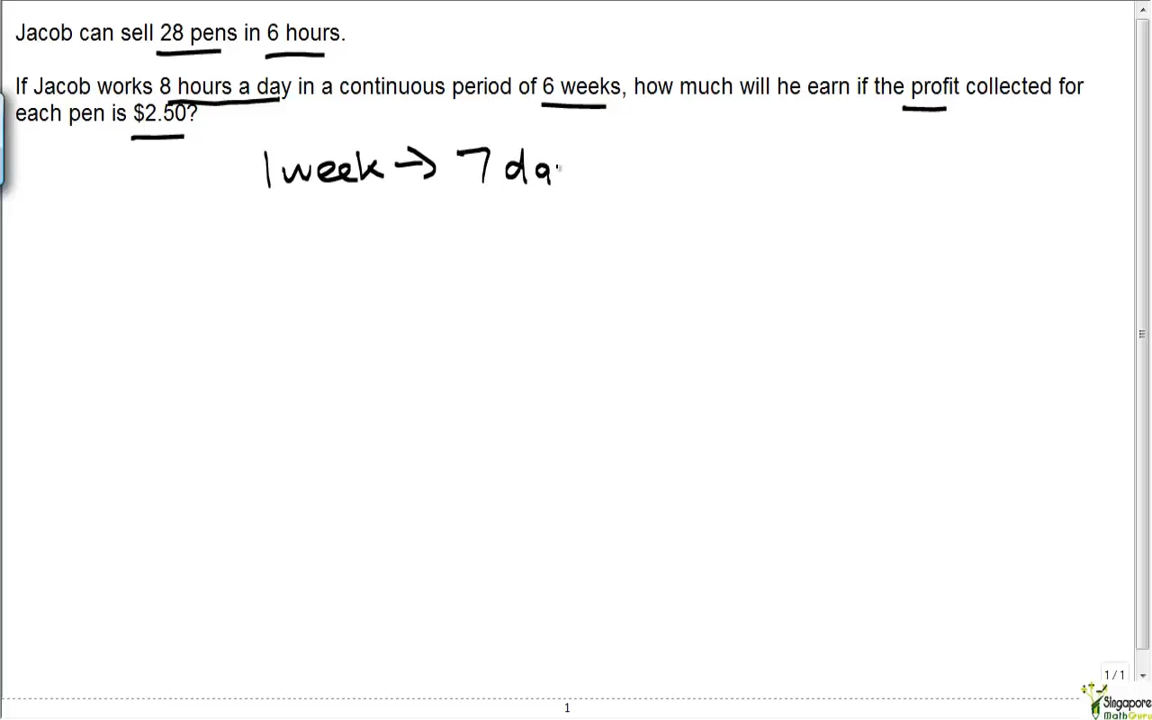 Jacob can sell 28 pens in 6 hours.
If Jacob works 8 hours a day in a continuous period of 6 weeks, how much will he earn if the profit collected for
each pen is $2.50?
1 week → 7 da
1/1
1
Singapore
MathGuru